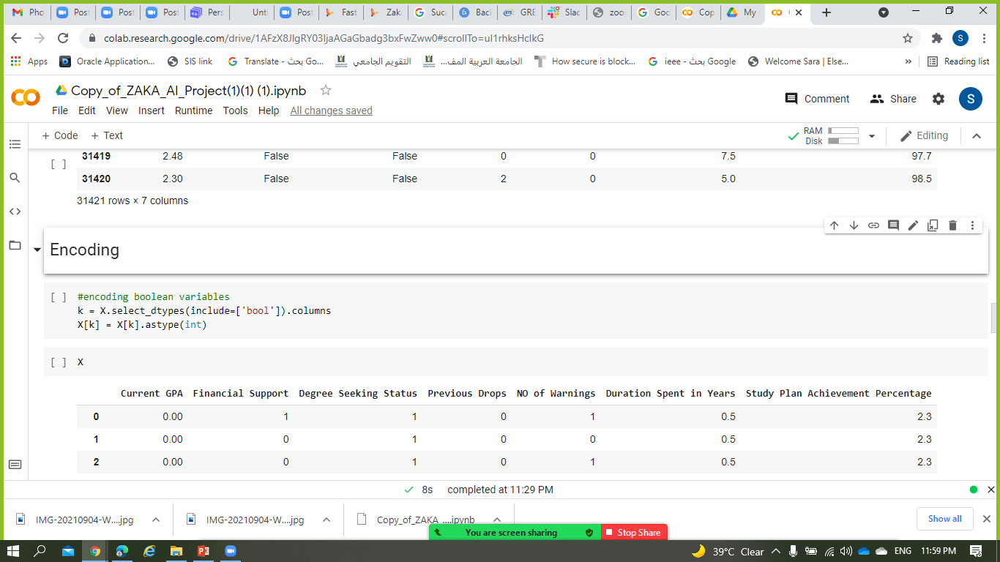 Pho
Post
Post
Post
Pers
Unti
Post
Fast
Zaka
Suc
Bac
GRE
Slac
zoo
Goo
Cop
My
colab.research.google.com/drive/1AFzX8JlgRY03IjaAGaGbadg3bxFwZww0#scrollTo=ul1rhksHclkG
S
Apps
Oracle Application...
SIS link
Translate - بحث Go...
التقويم الجامعي
الجامعة العربية المف...
How secure is block...
ieee - بحث Google
Welcome Sara | Else...
»
Reading list
Copy_of_ZAKA_AI_Project(1)(1) (1).ipynb
Comment
Share
S
File Edit View Insert Runtime Tools Help All changes saved
+ Code + Text
RAM
Disk
Editing
[ ]
31419 2.48 False False 0 0 7.5 97.7
31420 2.30 False False 2 0 5.0 98.5
31421 rows × 7 columns
Encoding
[ ] #encoding boolean variables
k = X.select_dtypes(include=['bool']).columns
X[k] = X[k].astype(int)
[ ] X
Current GPA Financial Support Degree Seeking Status Previous Drops NO of Warnings Duration Spent in Years Study Plan Achievement Percentage
0 0.00 1 1 0 1 0.5 2.3
1 0.00 0 1 0 0 0.5 2.3
2 0.00 0 1 0 1 0.5 2.3
8s completed at 11:29 PM
IMG-20210904-W....jpg
IMG-20210904-W....jpg
Copy_of_ZAKA_....ipynb
Show all
You are screen sharing
Stop Share
39°C Clear
ENG
11:59 PM